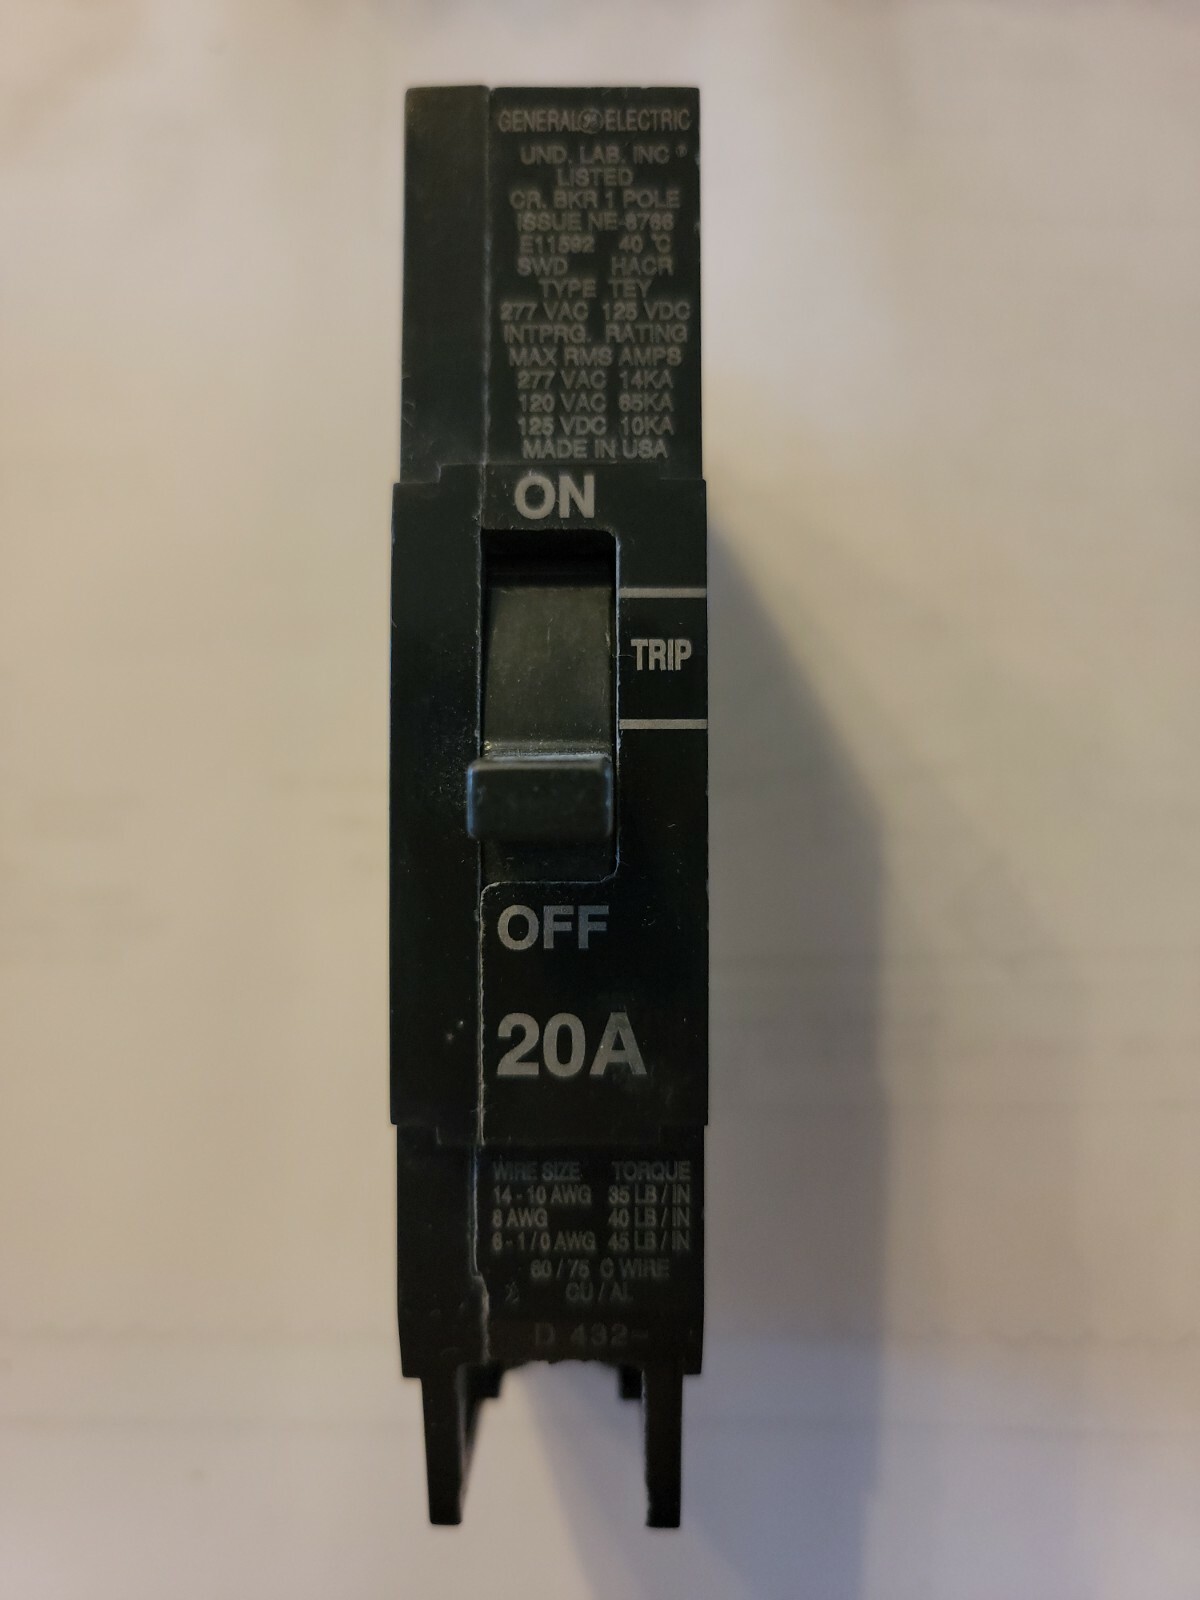 GENERAL GE ELECTRIC
UND. LAB. INC ®
LISTED
CR. BKR 1 POLE
ISSUE NE-8766
E11592 40 °C
SWD HACR
TYPE TEY
277 VAC 125 VDC
INTPRG. RATING
MAX RMS AMPS
277 VAC 14KA
120 VAC 65KA
125 VDC 10KA
MADE IN USA
ON
TRIP
OFF
20A
WIRE SIZE TORQUE
14 - 10 AWG 35 LB / IN
8 AWG 40 LB / IN
6 - 1 / 0 AWG 45 LB / IN
60 / 75 C WIRE
CU / AL
D 432